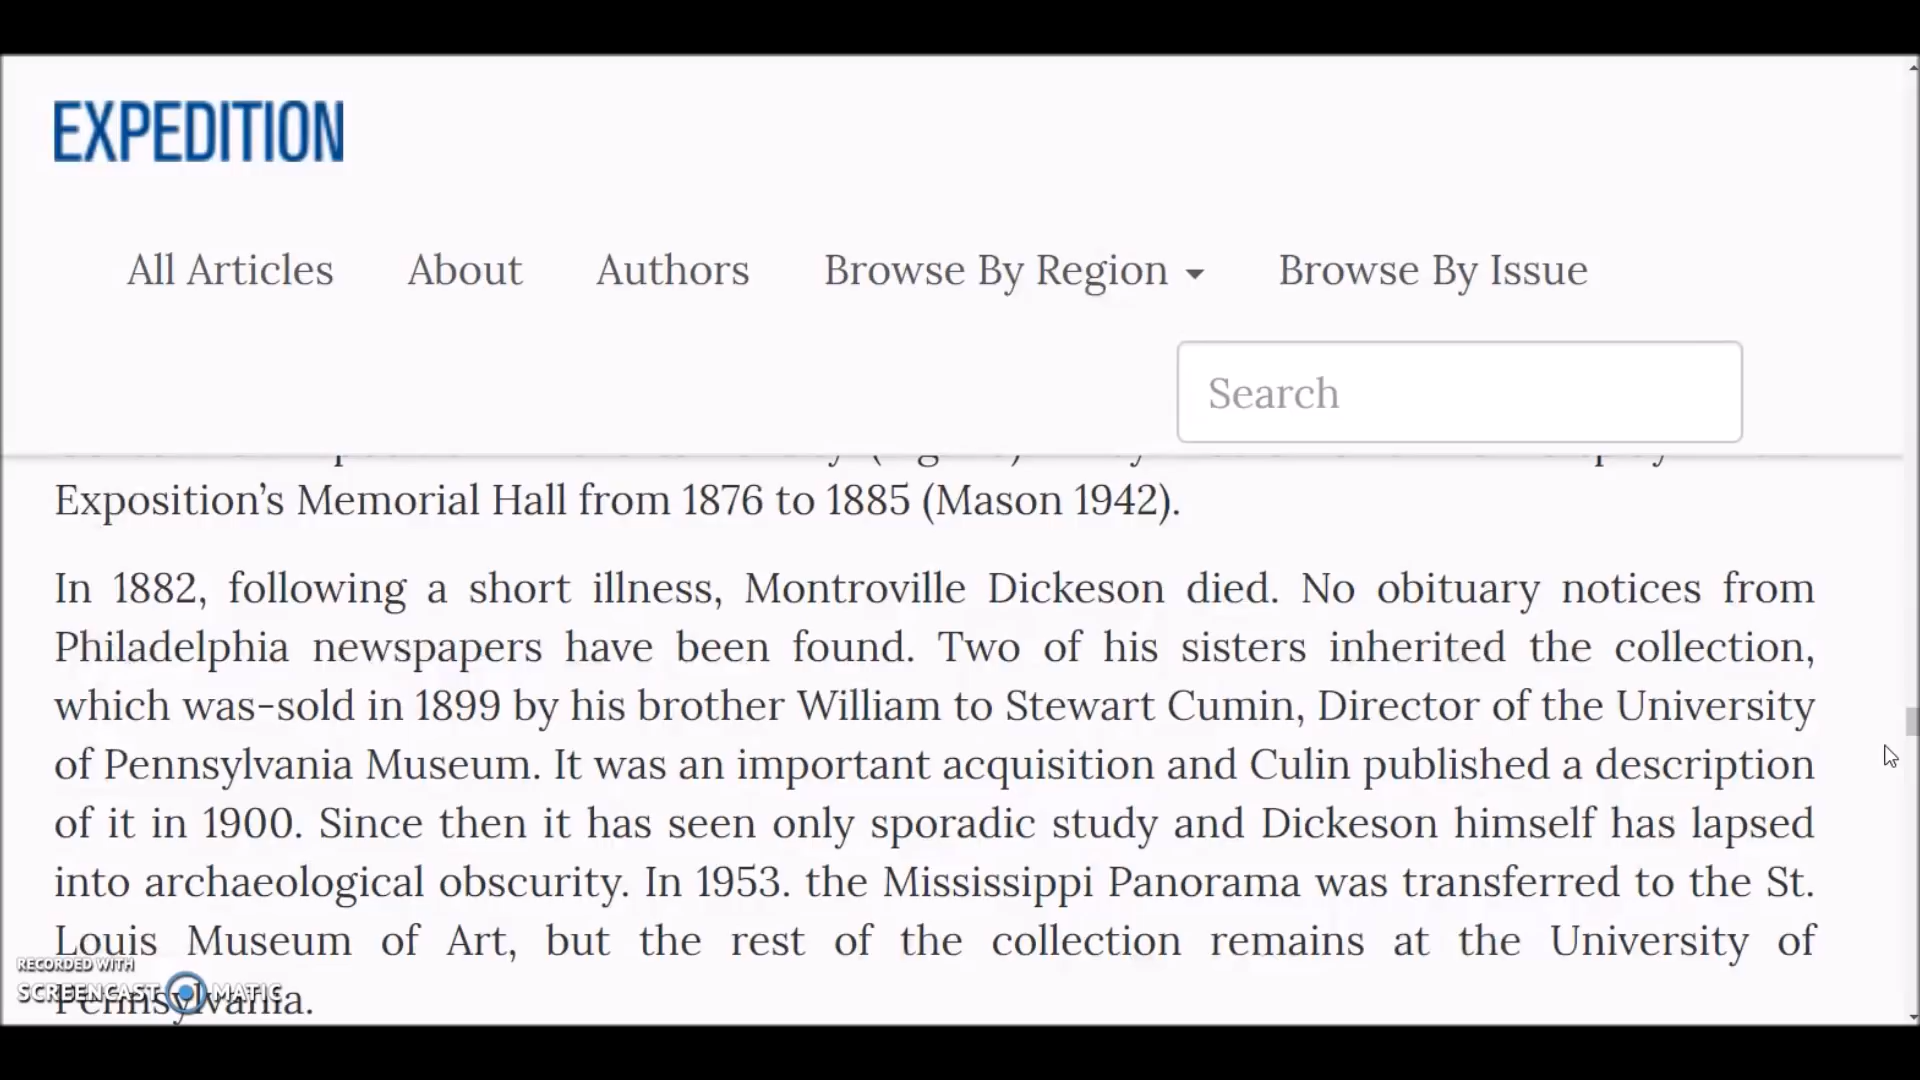 EXPEDITION
All Articles About Authors Browse By Region Browse By Issue
Search
Exposition's Memorial Hall from 1876 to 1885 (Mason 1942).
In 1882, following a short illness, Montroville Dickeson died. No obituary notices from
Philadelphia newspapers have been found. Two of his sisters inherited the collection,
which was-sold in 1899 by his brother William to Stewart Cumin, Director of the University
of Pennsylvania Museum. It was an important acquisition and Culin published a description
of it in 1900. Since then it has seen only sporadic study and Dickeson himself has lapsed
into archaeological obscurity. In 1953. the Mississippi Panorama was transferred to the St.
Louis Museum of Art, but the rest of the collection remains at the University of
Pennsylvania.
RECORDED WITH
SCREENCAST MATIC